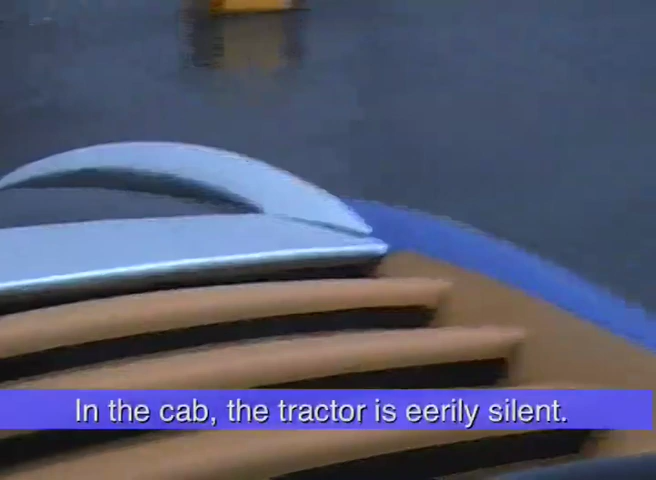 In the cab, the tractor is eerily silent.